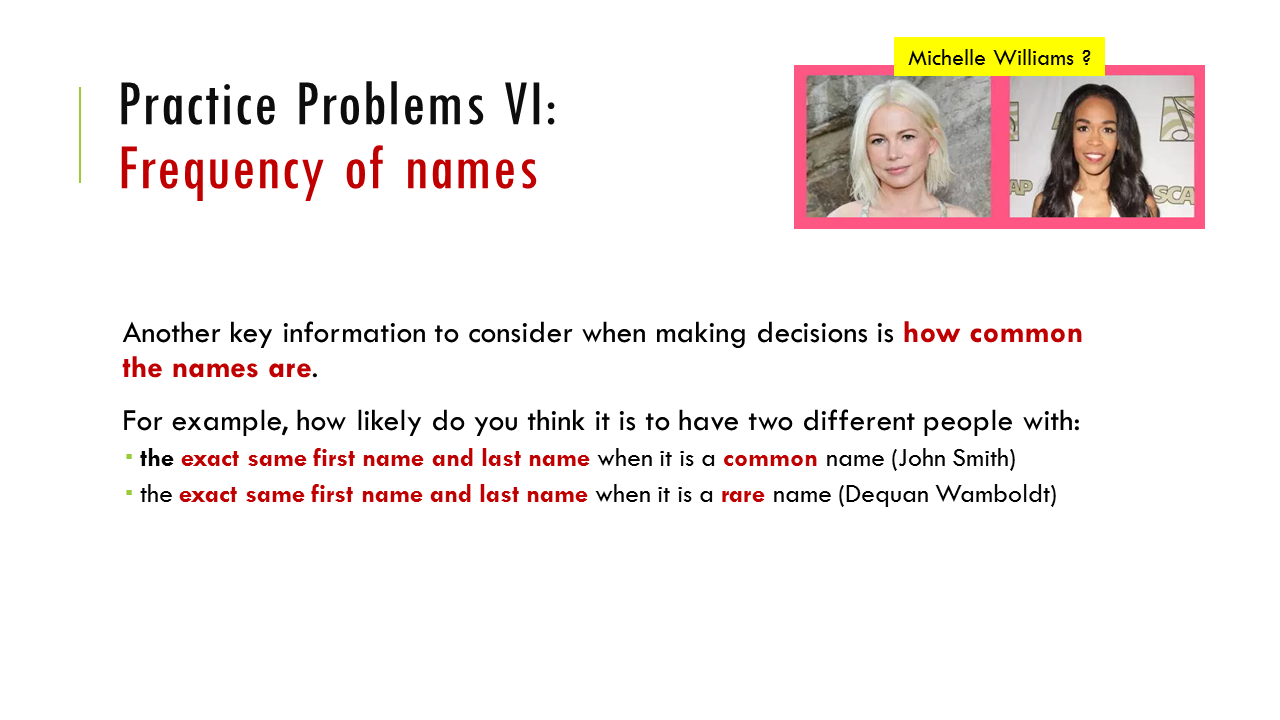 Michelle Williams ?
Practice Problems VI:
Frequency of names
AP
SCA
Another key information to consider when making decisions is how common
the names are.
For example, how likely do you think it is to have two different people with:
▪ the exact same first name and last name when it is a common name (John Smith)
▪ the exact same first name and last name when it is a rare name (Dequan Wamboldt)